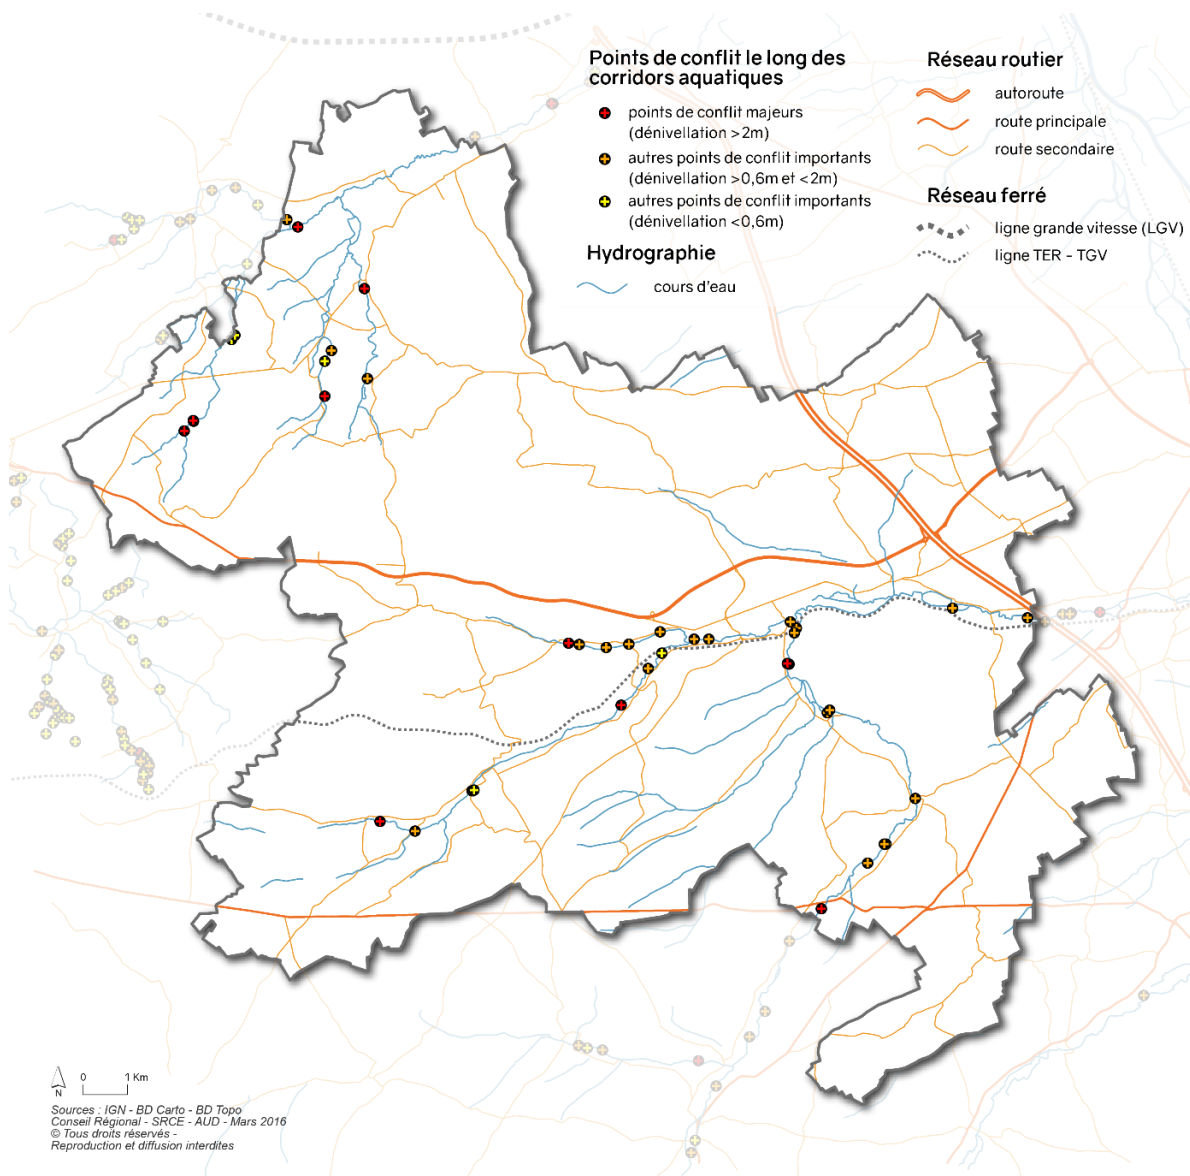 Points de conflit le long des
corridors aquatiques
points de conflit majeurs
(dénivellation >2m)
autres points de conflit importants
(dénivellation >0,6m et <2m)
autres points de conflit importants
(dénivellation <0,6m)
Hydrographie
cours d'eau
Réseau routier
autoroute
route principale
route secondaire
Réseau ferré
ligne grande vitesse (LGV)
ligne TER - TGV
N
0 1 Km
Sources : IGN - BD Carto - BD Topo
Conseil Régional - SRCE - AUD - Mars 2016
© Tous droits réservés -
Reproduction et diffusion interdites